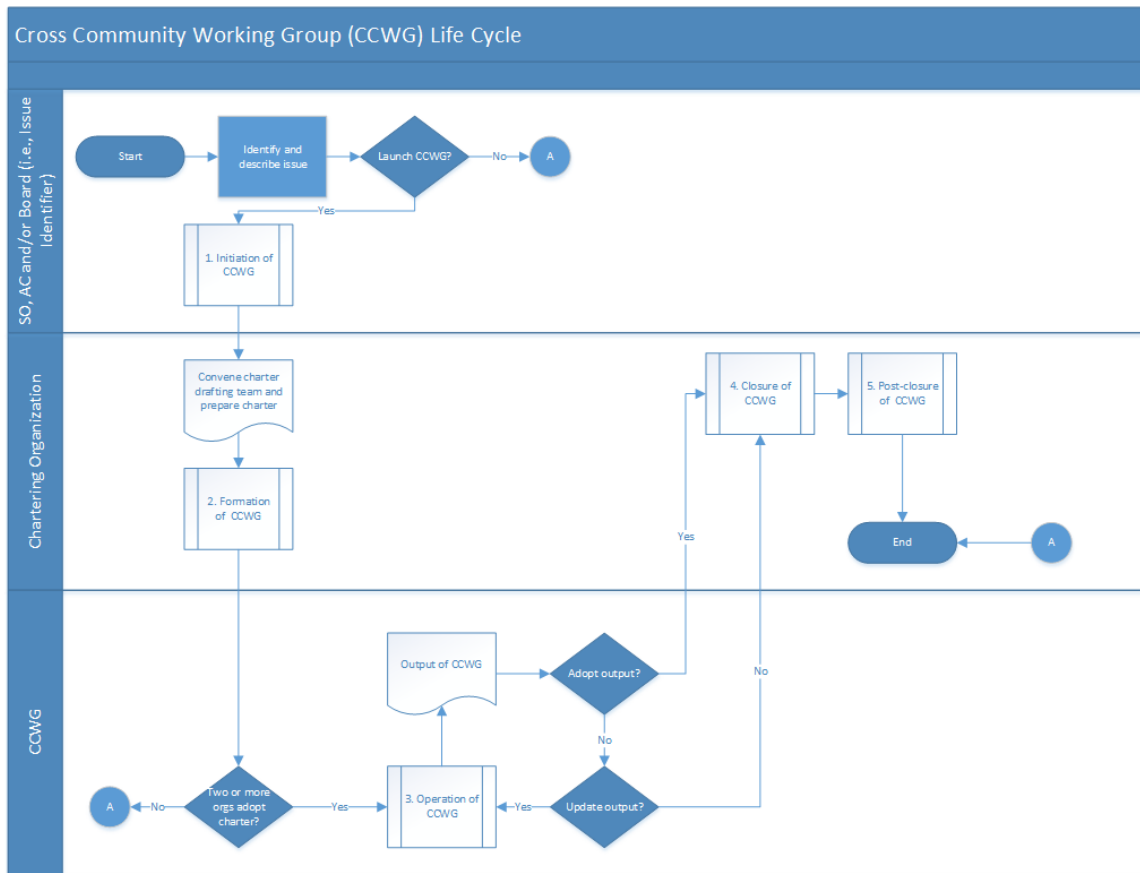 Cross Community Working Group (CCWG) Life Cycle
SO, AC and/or Board (i.e., Issue
Identifier)
Start
Identify and
describe issue
Launch CCWG?
No
A
Yes
1. Initiation of
CCWG
Chartering Organization
Convene charter
drafting team and
prepare charter
2. Formation
of CCWG
4. Closure of
CCWG
5. Post-closure
of CCWG
Yes
End
A
CCWG
Output of CCWG
Adopt output?
No
No
A
No
Two or more
orgs adopt
charter?
Yes
3. Operation of
CCWG
Yes
Update output?